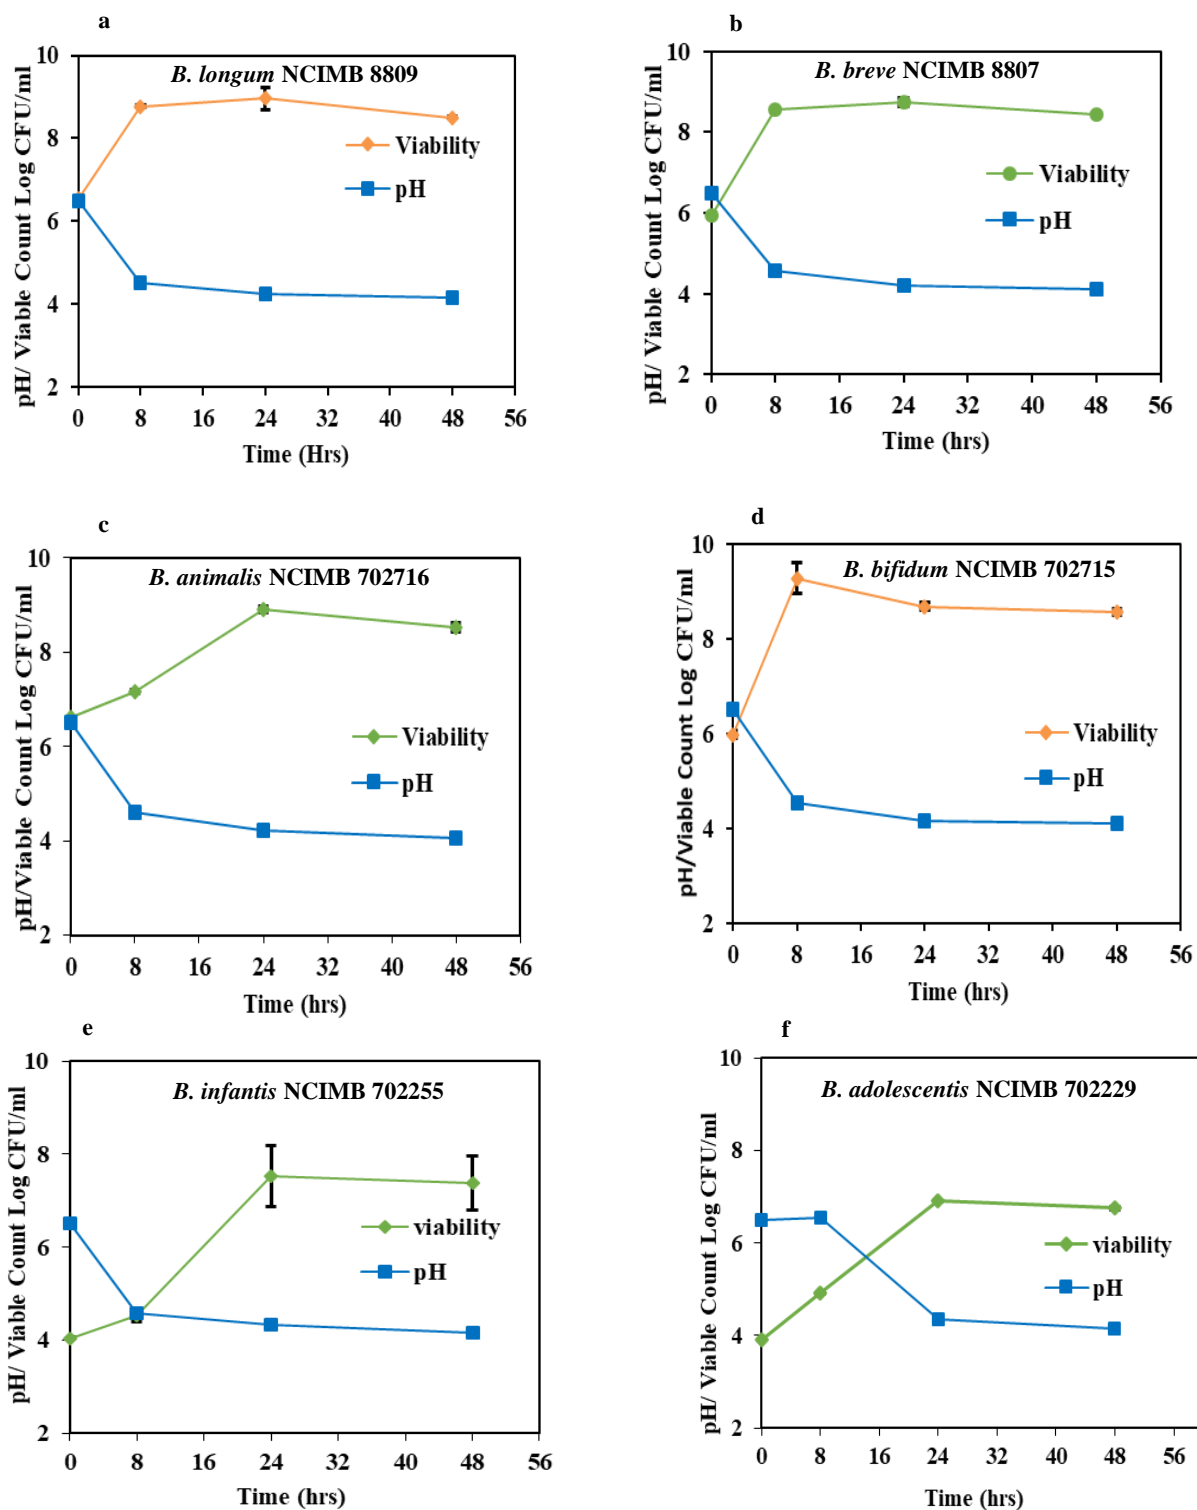 a
B. longum NCIMB 8809
pH/ Viable Count Log CFU/ml
10
8
6
4
2
Viability
pH
0 8 16 24 32 40 48 56
Time (Hrs)
b
B. breve NCIMB 8807
pH/ Viable Count Log CFU/ml
10
8
6
4
2
Viability
pH
0 8 16 24 32 40 48 56
Time (hrs)
c
B. animalis NCIMB 702716
pH/Viable Count Log CFU/ml
10
8
6
4
2
Viability
pH
0 8 16 24 32 40 48 56
Time (hrs)
d
B. bifidum NCIMB 702715
pH/Viable Count Log CFU/ml
10
8
6
4
2
Viability
pH
0 8 16 24 32 40 48 56
Time (hrs)
e
B. infantis NCIMB 702255
pH/ Viable Count Log CFU/ml
10
8
6
4
2
viability
pH
0 8 16 24 32 40 48 56
Time (hrs)
f
B. adolescentis NCIMB 702229
pH/ Viable Count Log CFU/ml
10
8
6
4
2
viability
pH
0 8 16 24 32 40 48 56
Time (hrs)